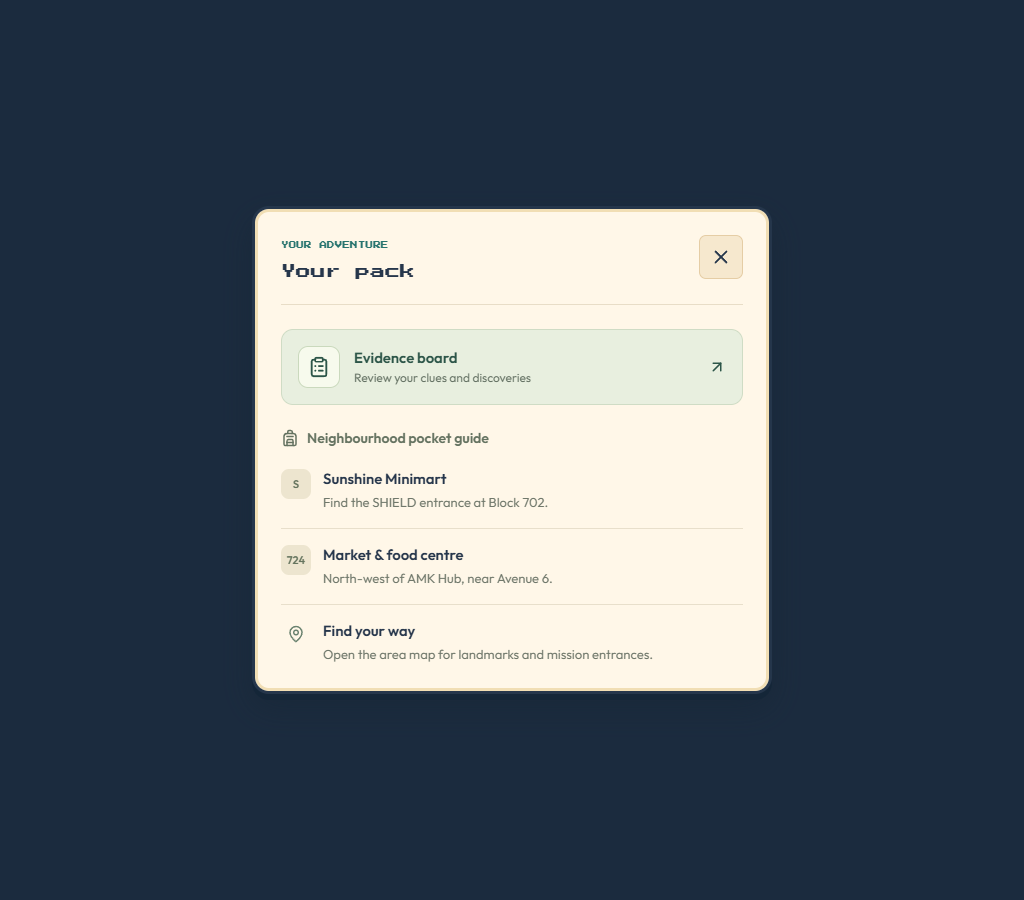 YOUR ADVENTURE
Your pack
Evidence board
Review your clues and discoveries
Neighbourhood pocket guide
S
Sunshine Minimart
Find the SHIELD entrance at Block 702.
724
Market & food centre
North-west of AMK Hub, near Avenue 6.
Find your way
Open the area map for landmarks and mission entrances.